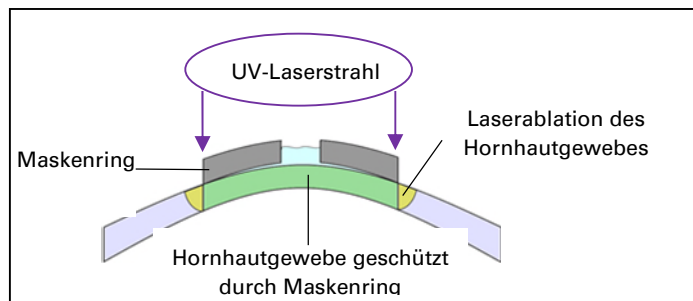 UV-Laserstrahl
Laserablation des
Hornhautgewebes
Maskenring
Hornhautgewebe geschützt
durch Maskenring